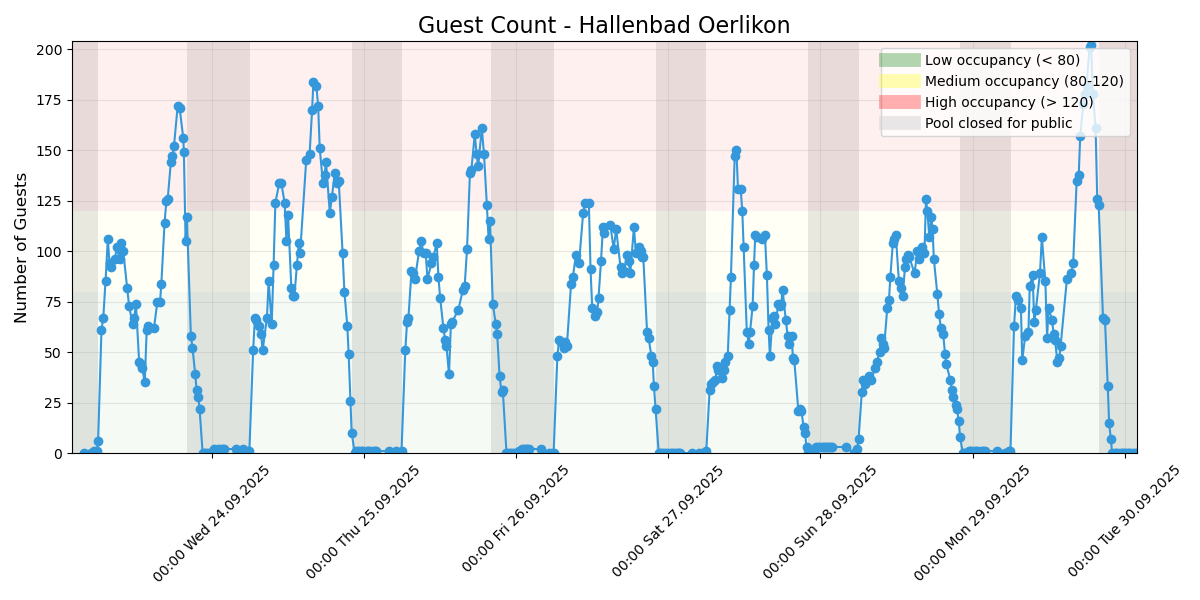 Guest Count - Hallenbad Oerlikon
Number of Guests
200
175
150
125
100
75
50
25
0
Low occupancy (< 80)
Medium occupancy (80-120)
High occupancy (> 120)
Pool closed for public
00:00 Wed 24.09.2025
00:00 Thu 25.09.2025
00:00 Fri 26.09.2025
00:00 Sat 27.09.2025
00:00 Sun 28.09.2025
00:00 Mon 29.09.2025
00:00 Tue 30.09.2025